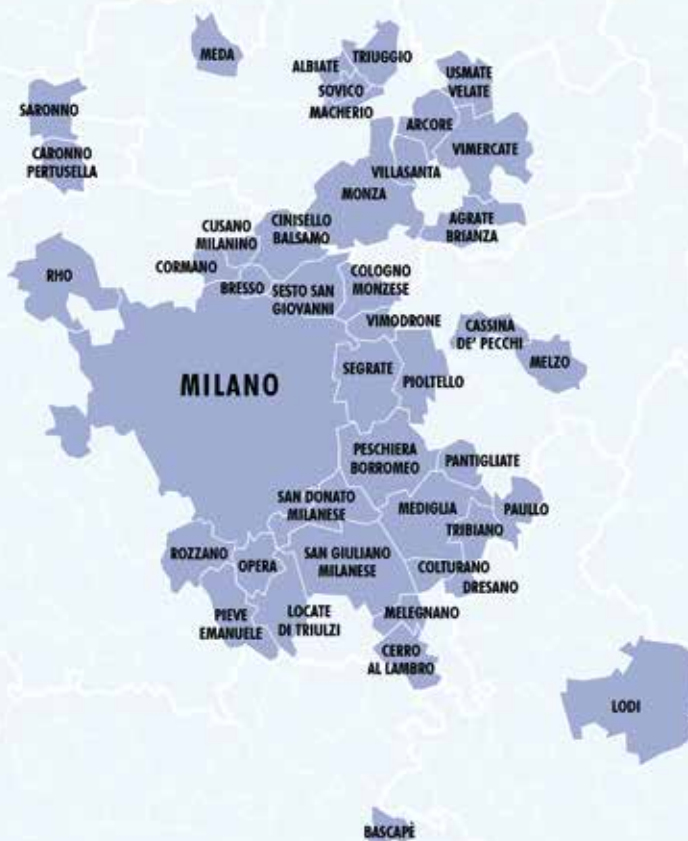 MEDA
TRIUGGIO
ALBIATE
SOVICO
MACHERIO
USMATE
VELATE
SARONNO
CARONNO
PERTUSELLA
ARCORE
VIMERCATE
VILLASANTA
MONZA
AGRATE
BRIANZA
CUSANO
MILANINO
CINISELLO
BALSAMO
CORMANO
BRESSO
SESTO SAN
GIOVANNI
COLOGNO
MONZESE
RHO
VIMODRONE
CASSINA
DE' PECCHI
MELZO
SEGRATE
PIOLTELLO
MILANO
PESCHIERA
BORROMEO
PANTIGLIATE
SAN DONATO
MILANESE
MEDIGLIA
PAULLO
TRIBIANO
ROZZANO
OPERA
SAN GIULIANO
MILANESE
COLTURANO
DRESANO
PIEVE
EMANUELE
LOCATE
DI TRIULZI
MELEGNANO
CERRO
AL LAMBRO
LODI
BASCAPÈ